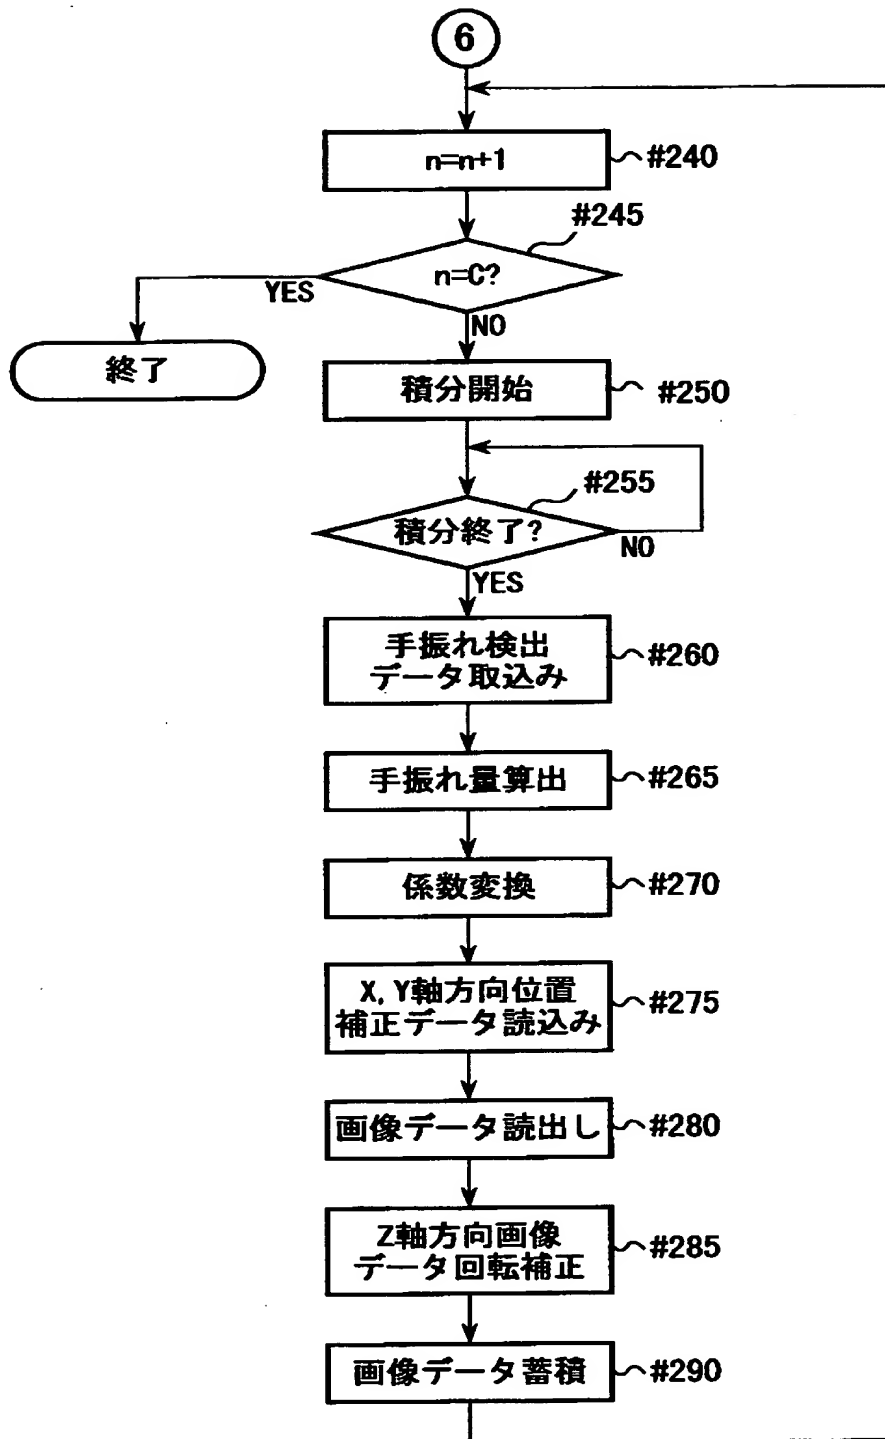 6
n=n+1
#240
#245
n=C?
YES
NO
終了
積分開始
#250
#255
積分終了?
NO
YES
手振れ検出
データ取込み
#260
手振れ量算出
#265
係数変換
#270
X, Y軸方向位置
補正データ読込み
#275
画像データ読出し
#280
Z軸方向画像
データ回転補正
#285
画像データ蓄積
#290